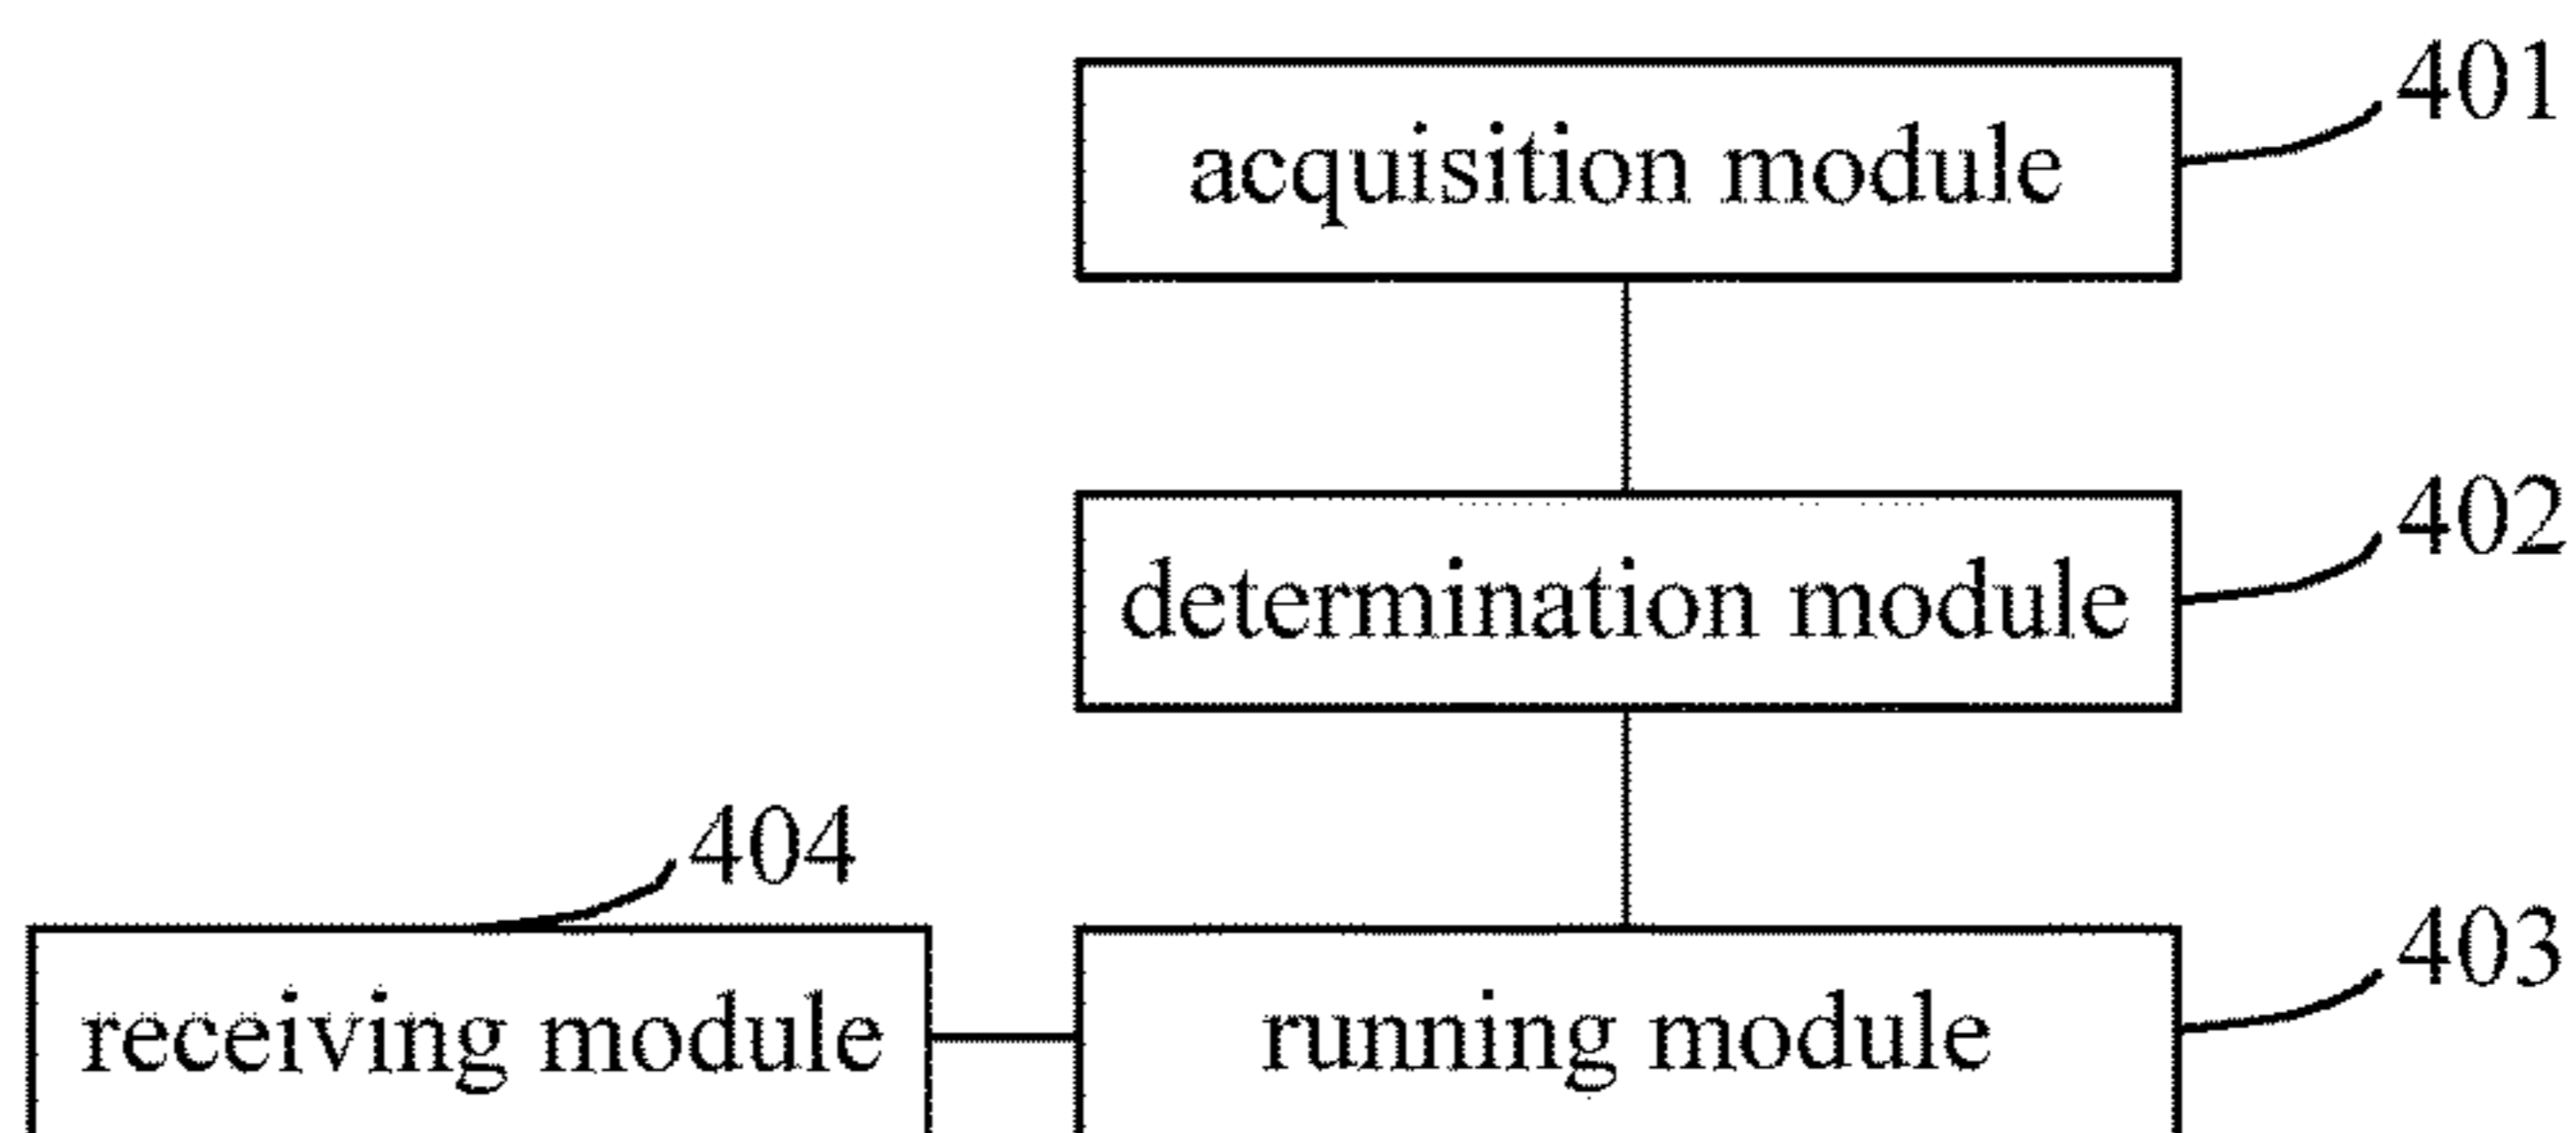 401
acquisition module
402
determination module
404
403
receiving module
running module